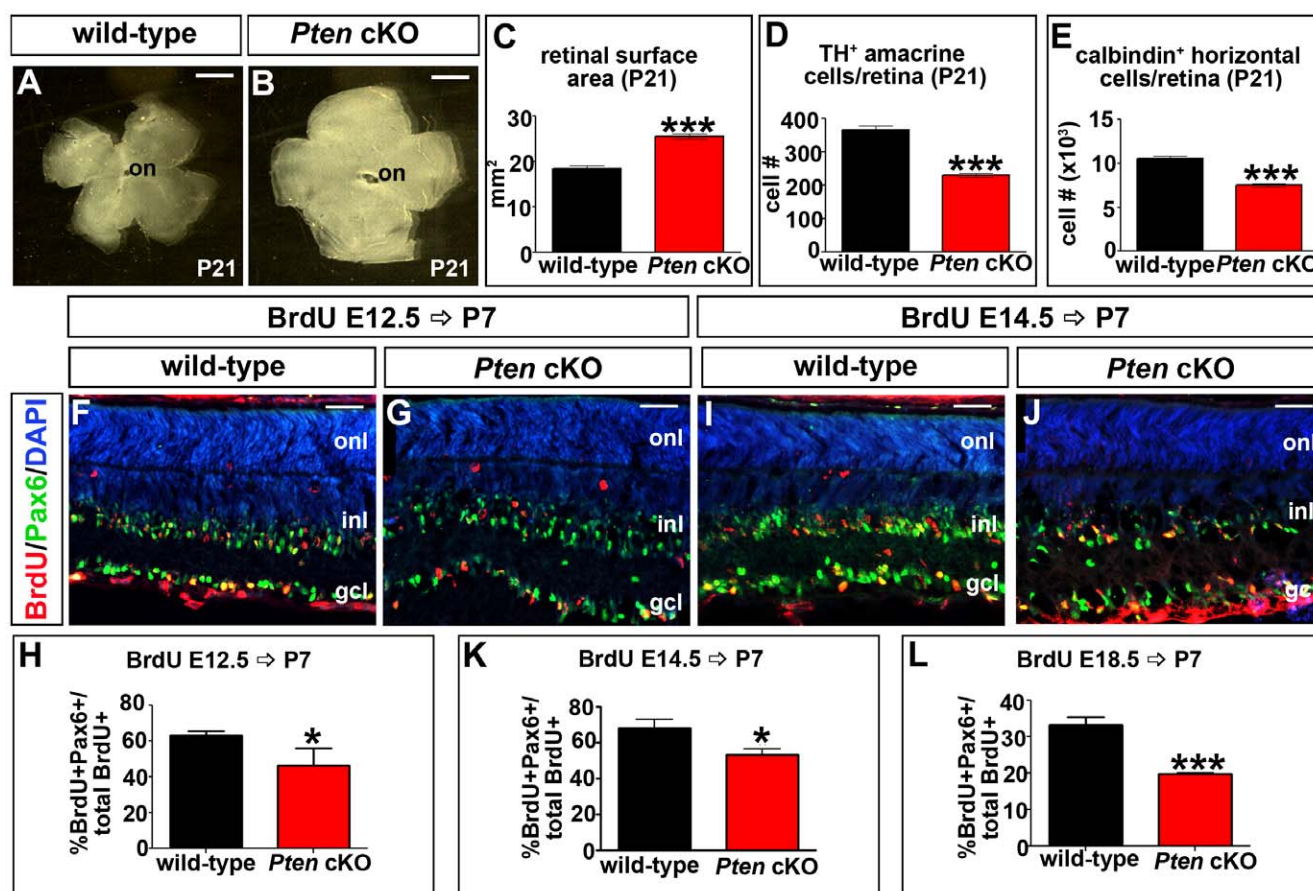 wild-type
Pten cKO
A
on
P21
B
on
P21
C
retinal surface
area (P21)
***
mm²
30
20
10
0
wild-type Pten cKO
D
TH⁺ amacrine
cells/retina (P21)
***
cell #
400
300
200
100
0
wild-type Pten cKO
E
calbindin⁺ horizontal
cells/retina (P21)
***
cell # (x10³)
15
10
5
0
wild-type Pten cKO
BrdU E12.5 ⇨ P7
BrdU E14.5 ⇨ P7
wild-type
Pten cKO
wild-type
Pten cKO
BrdU/Pax6/DAPI
F
onl
inl
gcl
G
onl
inl
gcl
I
onl
inl
gcl
J
onl
inl
gcl
H
BrdU E12.5 ⇨ P7
%BrdU+Pax6+/
total BrdU+
80
60
40
20
0
*
wild-type Pten cKO
K
BrdU E14.5 ⇨ P7
%BrdU+Pax6+/
total BrdU+
80
60
40
20
0
*
wild-type Pten cKO
L
BrdU E18.5 ⇨ P7
%BrdU+Pax6+/
total BrdU+
40
30
20
10
0
***
wild-type Pten cKO